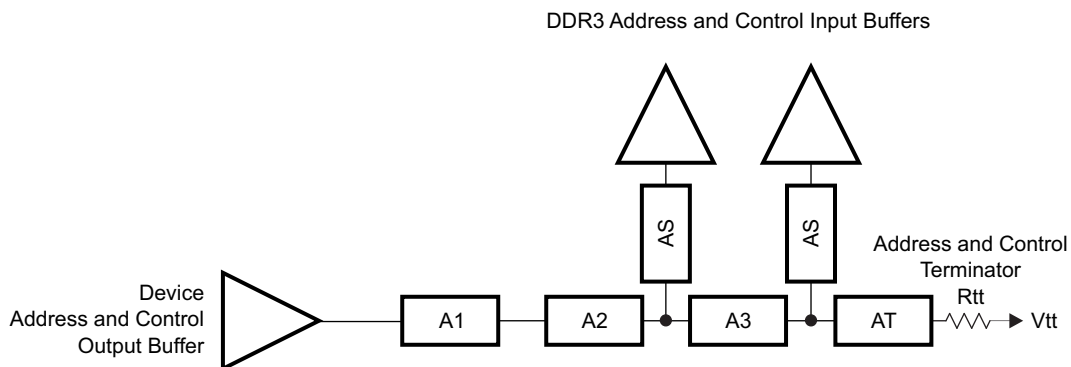 DDR3 Address and Control Input Buffers
AS
AS
Address and Control
Terminator
Rtt
Vtt
Device
Address and Control
Output Buffer
A1
A2
A3
AT